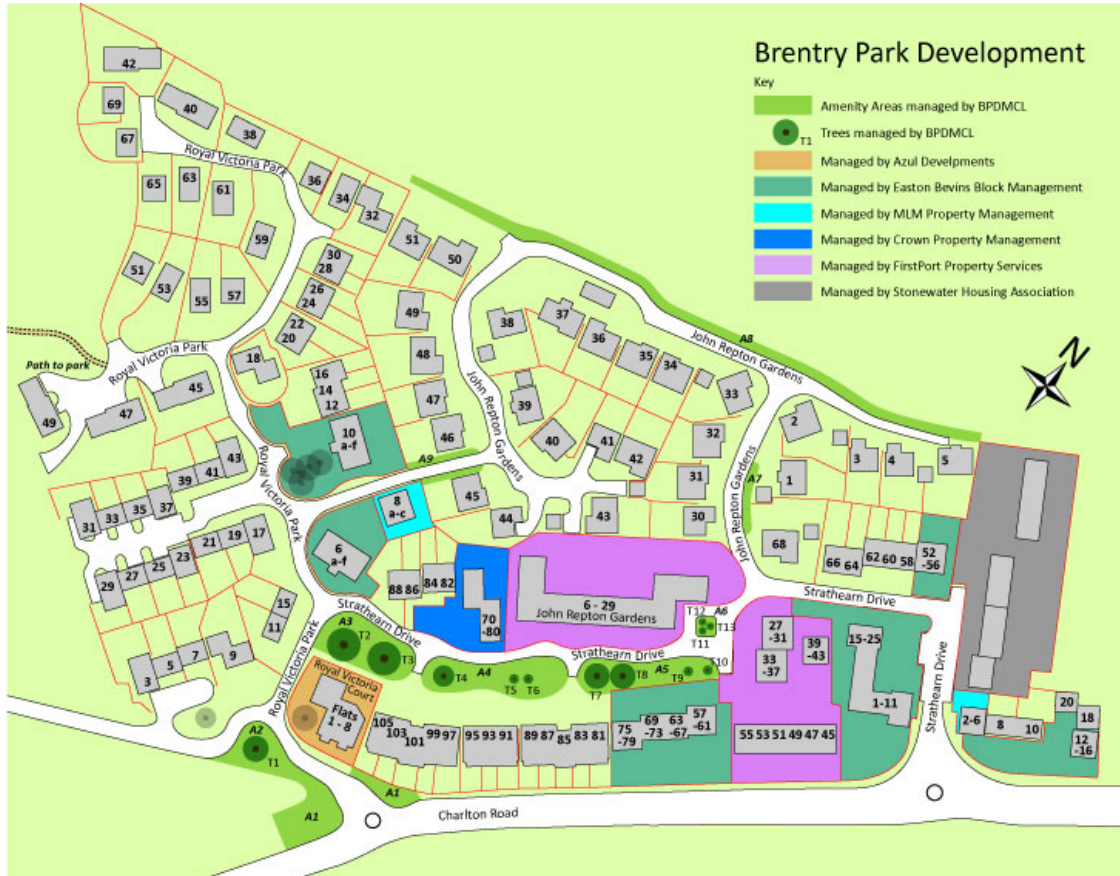 Brentry Park Development
Key
Amenity Areas managed by BPDMCL
T1
Trees managed by BPDMCL
Managed by Azul Develpments
Managed by Easton Bevins Block Management
Managed by MLM Property Management
Managed by Crown Property Management
Managed by FirstPort Property Services
Managed by Stonewater Housing Association
N
42
69
40
67
38
Royal Victoria Park
65
63
61
36
34
32
59
51
53
55
57
51
50
30
28
26
24
22
20
49
48
47
46
18
16
14
12
10
a-f
Path to park
Royal Victoria Park
49
47
45
43
41
39
37
35
33
31
29
27
25
23
21
19
17
15
11
9
7
5
3
Royal Victoria Park
Royal Victoria Park
38
37
36
35
34
33
32
31
30
39
40
41
42
43
44
45
John Repton Gardens
John Repton Gardens
John Repton Gardens
A8
A9
A7
2
1
3
4
5
68
66
64
62
60
58
52
-56
8
a-c
6
a-f
88
86
84
82
70
-80
6 - 29
John Repton Gardens
Strathearn Drive
Strathearn Drive
Strathearn Drive
Strathearn Drive
A3
T2
T3
T4
A4
T5
T6
T7
T8
A5
T9
T10
T11
T12
T13
A6
Royal Victoria
Court
Flats
1 - 8
105
103
101
99
97
95
93
91
89
87
85
83
81
75
-79
69
-73
63
-67
57
-61
27
-31
33
-37
39
-43
55
53
51
49
47
45
15-25
1-11
2-6
8
10
20
18
12
-16
A2
T1
A1
A1
Charlton Road